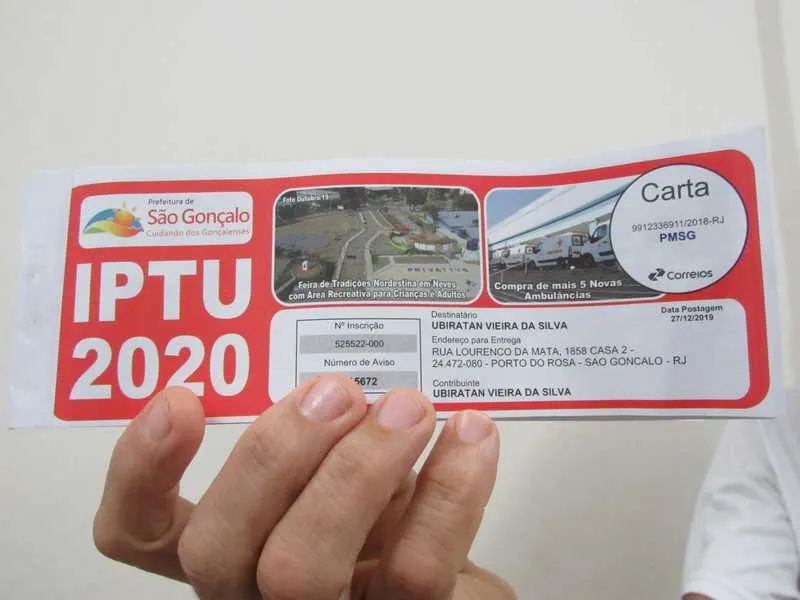 Prefeitura de
São Gonçalo
Cuidando dos Gonçalenses
IPTU
2020
Foto Outubro 19
Feira de Tradições Nordestina em Neves
com Área Recreativa para Crianças e Adultos
Compra de mais 5 Novas
Ambulâncias
Carta
9912336911/2018-RJ
PMSG
Correios
Nº Inscrição
525522-000
Número de Aviso
5672
Destinatário
UBIRATAN VIEIRA DA SILVA
Endereço para Entrega
RUA LOURENCO DA MATA, 1858 CASA 2 -
24.472-080 - PORTO DO ROSA - SAO GONCALO - RJ
Contribuinte
UBIRATAN VIEIRA DA SILVA
Data Postagem
27/12/2019